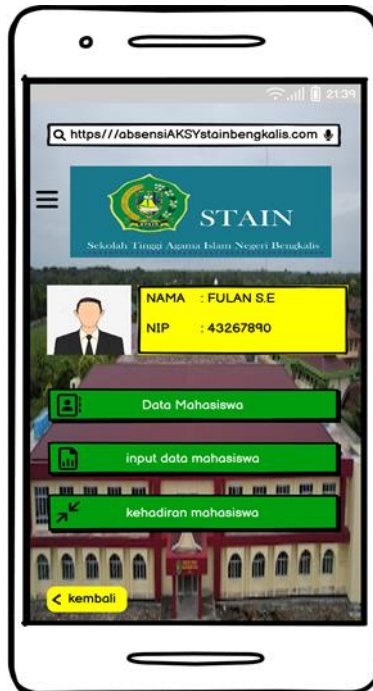 21:39
https///absensiAKSYstainbengkalis.com
STAIN
STAIN
Sekolah Tinggi Agama Islam Negeri Bengkalis
NAMA : FULAN S.E
NIP : 43267890
Data Mahasiswa
input data mahasiswa
kehadiran mahasiswa
< kembali